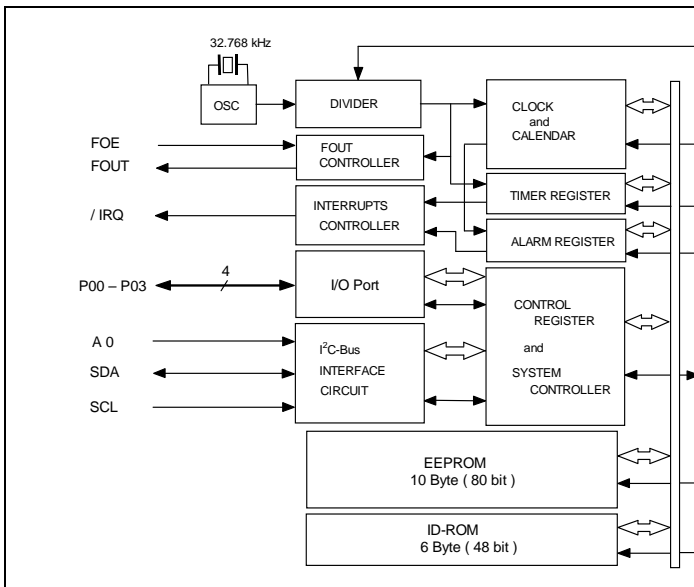 32.768 kHz
OSC
DIVIDER
CLOCK
and
CALENDAR
FOE
FOUT
FOUT
CONTROLLER
/ IRQ
INTERRUPTS
CONTROLLER
TIMER REGISTER
ALARM REGISTER
P00 – P03
4
I/O Port
CONTROL
REGISTER
and
SYSTEM
CONTROLLER
A 0
SDA
SCL
I²C-Bus
INTERFACE
CIRCUIT
EEPROM
10 Byte ( 80 bit )
ID-ROM
6 Byte ( 48 bit )